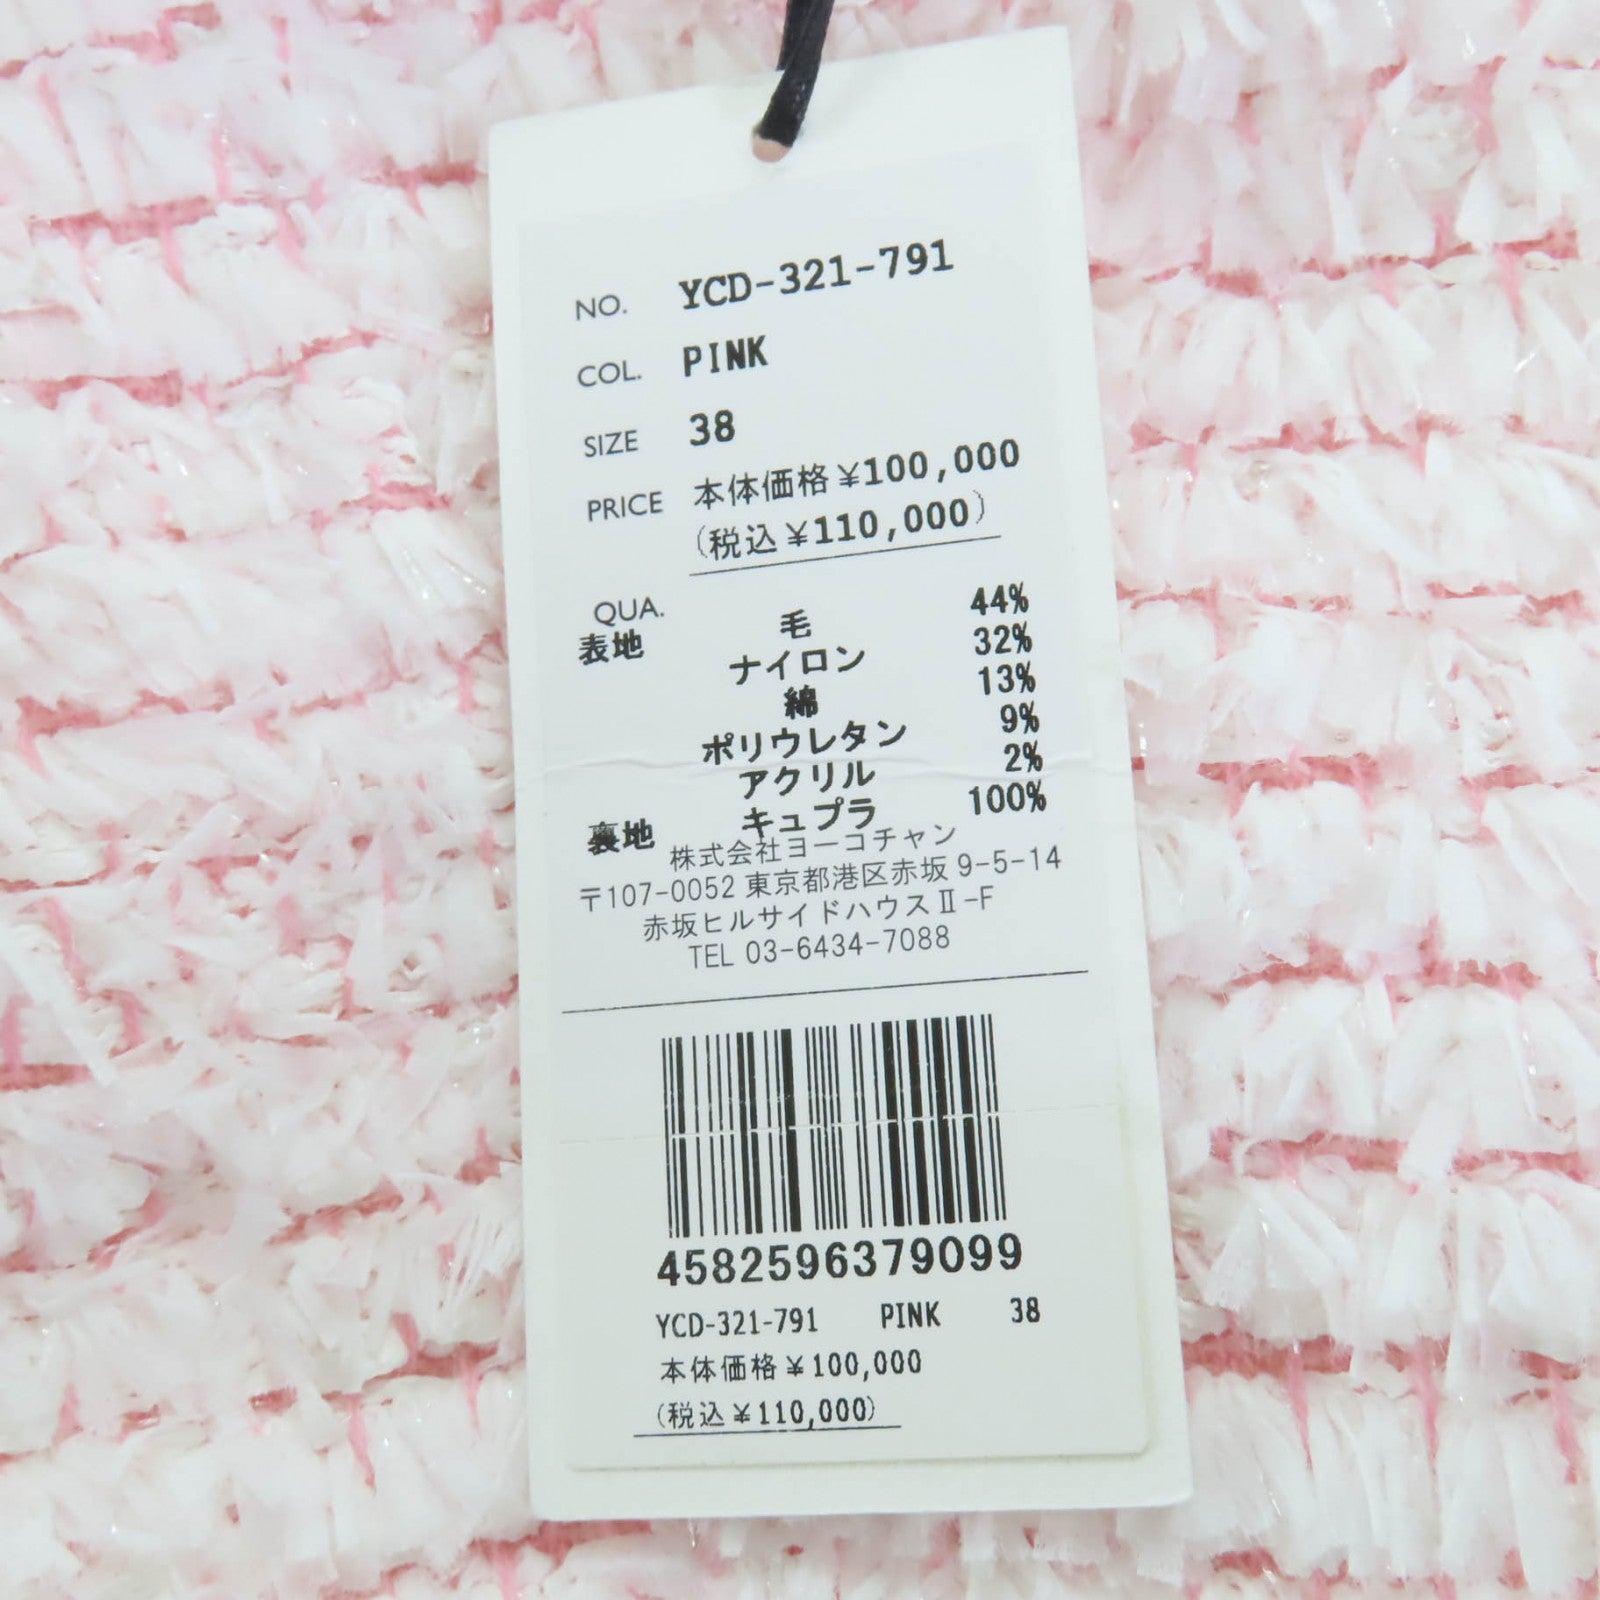 NO. YCD-321-791
COL. PINK
SIZE 38
PRICE 本体価格¥100,000
(税込¥110,000)
QUA.
表地 毛 44%
ナイロン 32%
綿 13%
ポリウレタン 9%
アクリル 2%
裏地 キュプラ 100%
株式会社ヨーコチャン
〒107-0052 東京都港区赤坂 9-5-14
赤坂ヒルサイドハウスⅡ-F
TEL 03-6434-7088
4582596379099
YCD-321-791 PINK 38
本体価格¥100,000
(税込¥110,000)